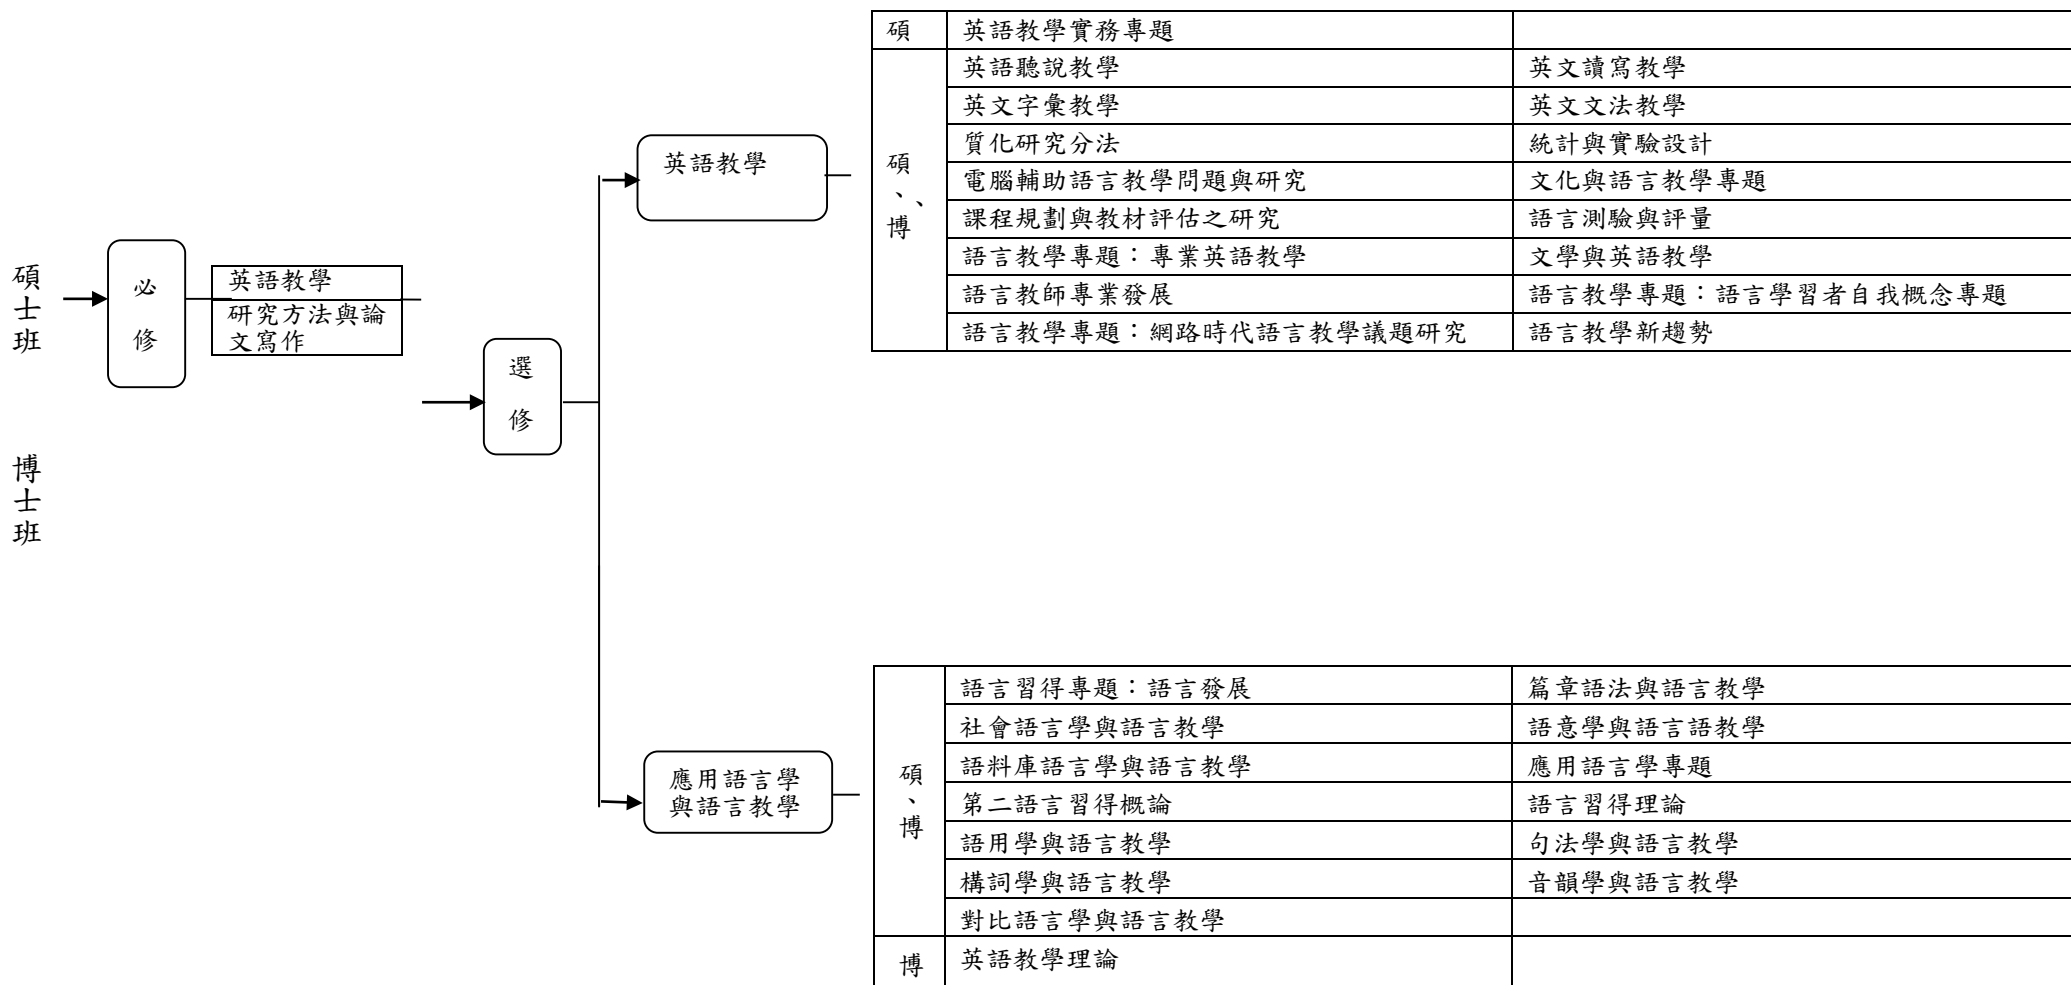 碩士班
博士班
必修
英語教學
研究方法與論
文寫作
選修
英語教學
碩 英語教學實務專題
碩、、博
英語聽說教學 英文讀寫教學
英文字彙教學 英文文法教學
質化研究分法 統計與實驗設計
電腦輔助語言教學問題與研究 文化與語言教學專題
課程規劃與教材評估之研究 語言測驗與評量
語言教學專題：專業英語教學 文學與英語教學
語言教師專業發展 語言教學專題：語言學習者自我概念專題
語言教學專題：網路時代語言教學議題研究 語言教學新趨勢
應用語言學
與語言教學
碩、博
語言習得專題：語言發展 篇章語法與語言教學
社會語言學與語言教學 語意學與語言語教學
語料庫語言學與語言教學 應用語言學專題
第二語言習得概論 語言習得理論
語用學與語言教學 句法學與語言教學
構詞學與語言教學 音韻學與語言教學
對比語言學與語言教學
博 英語教學理論